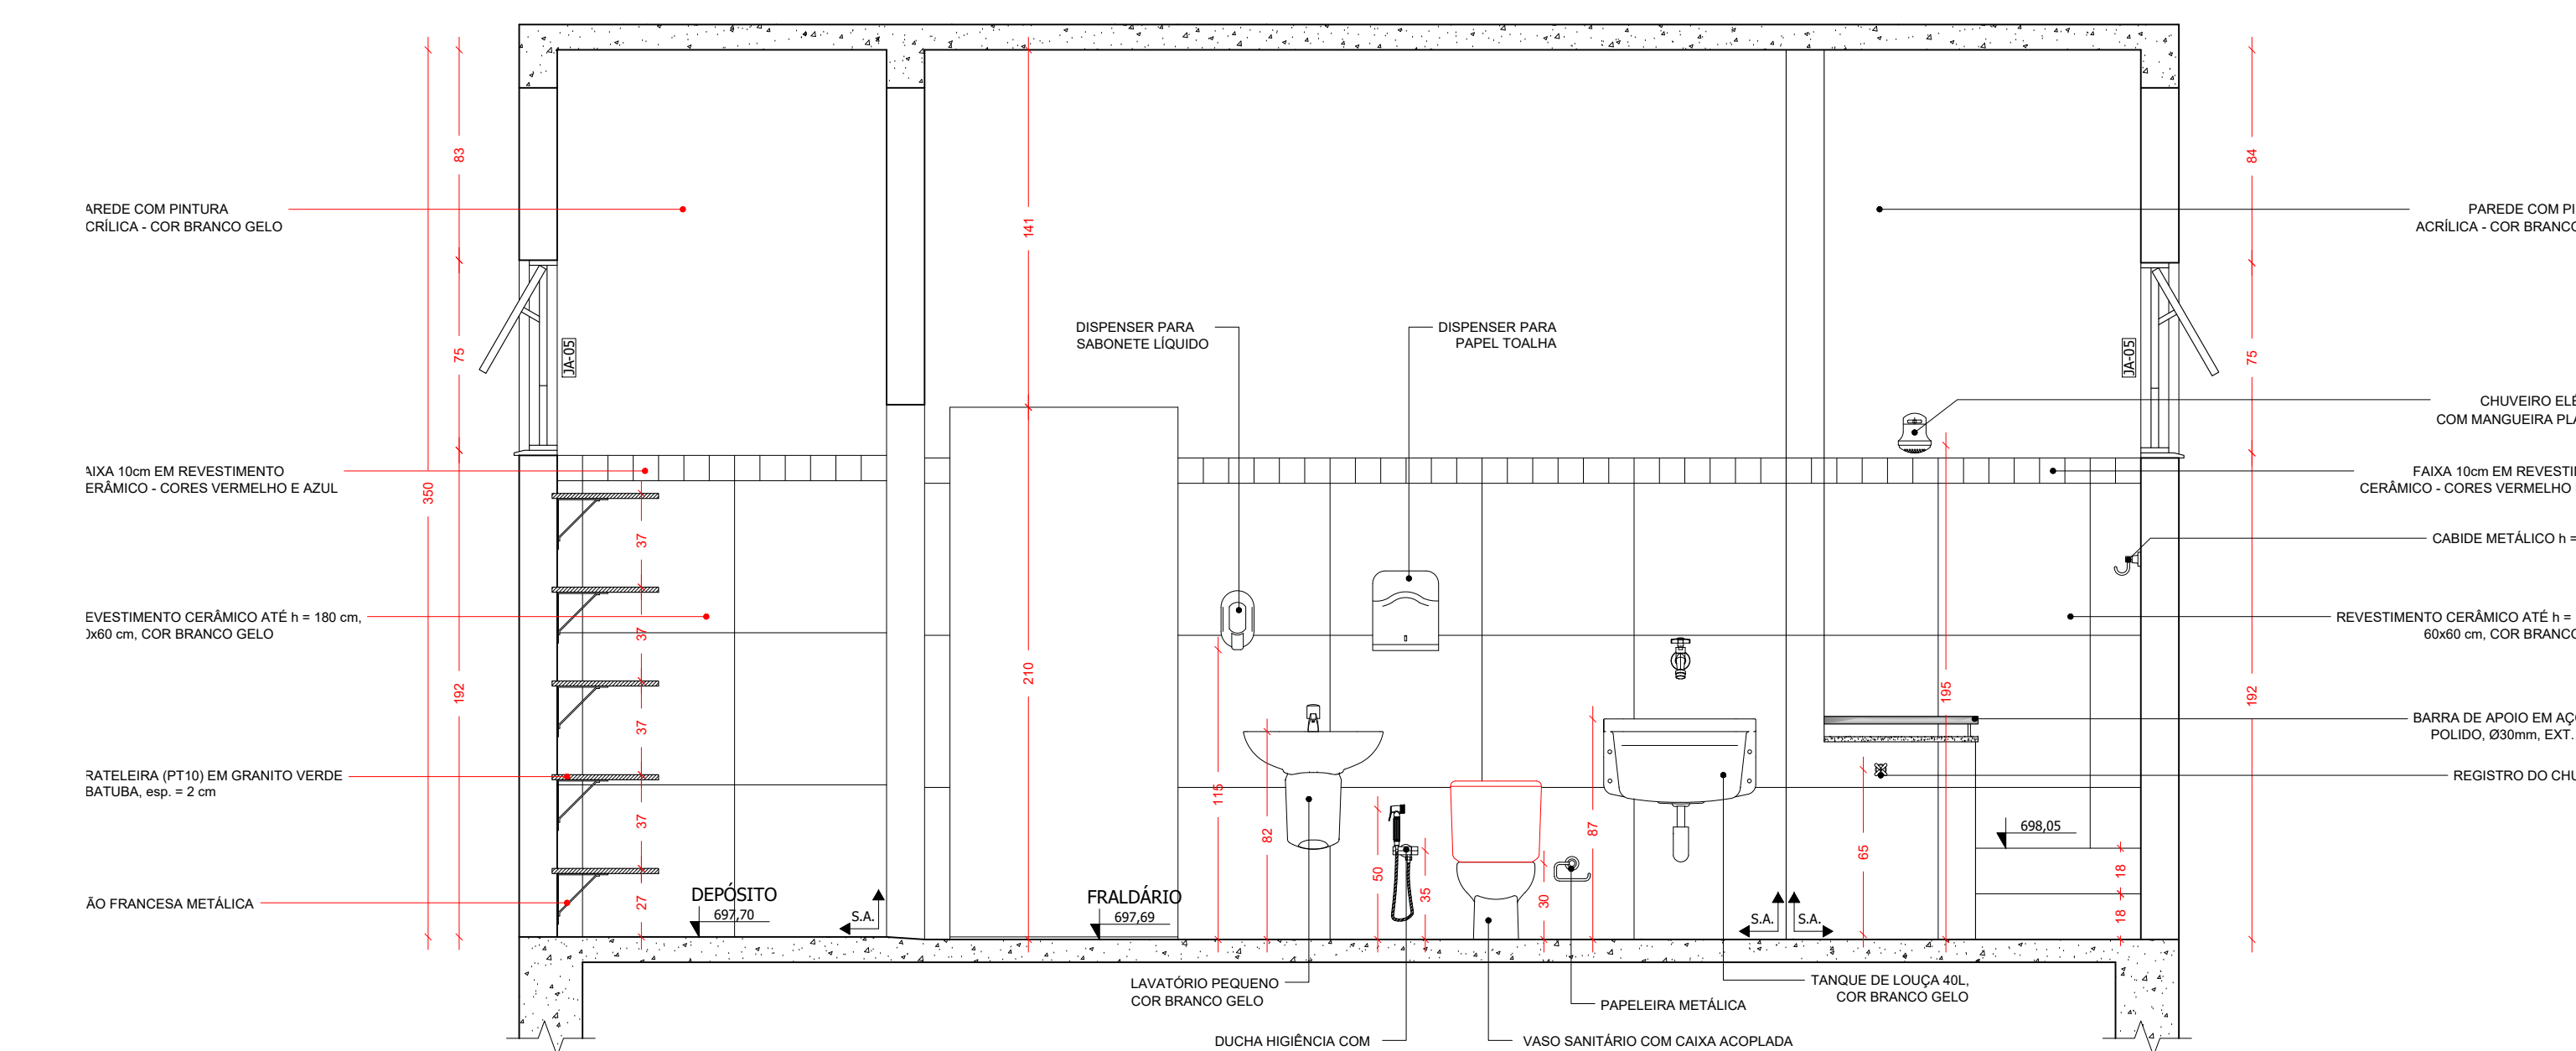 83
84
141
AREDE COM PINTURA
CRÍLICA - COR BRANCO GELO
PAREDE COM PI
ACRÍLICA - COR BRANCO
DISPENSER PARA
SABONETE LÍQUIDO
DISPENSER PARA
PAPEL TOALHA
75
JA-05
JA-05
75
CHUVEIRO ELÉ
COM MANGUEIRA PLÁ
AIXA 10cm EM REVESTIMENTO
ERÂMICO - CORES VERMELHO E AZUL
350
FAIXA 10cm EM REVESTI
CERÂMICO - CORES VERMELHO
37
CABIDE METÁLICO h =
EVESTIMENTO CERÂMICO ATÉ h = 180 cm,
0x60 cm, COR BRANCO GELO
37
REVESTIMENTO CERÂMICO ATÉ h =
60x60 cm, COR BRANCO
210
192
195
192
37
BARRA DE APOIO EM AÇ
POLIDO, Ø30mm, EXT.
RATELEIRA (PT10) EM GRANITO VERDE
BATUBA, esp. = 2 cm
REGISTRO DO CHU
115
37
82
87
698,05
65
50
35
30
18
18
27
ÃO FRANCESA METÁLICA
DEPÓSITO
697,70
S.A.
FRALDÁRIO
697,69
S.A.
S.A.
LAVATÓRIO PEQUENO
COR BRANCO GELO
TANQUE DE LOUÇA 40L,
COR BRANCO GELO
PAPELEIRA METÁLICA
DUCHA HIGIÊNCIA COM
VASO SANITÁRIO COM CAIXA ACOPLADA